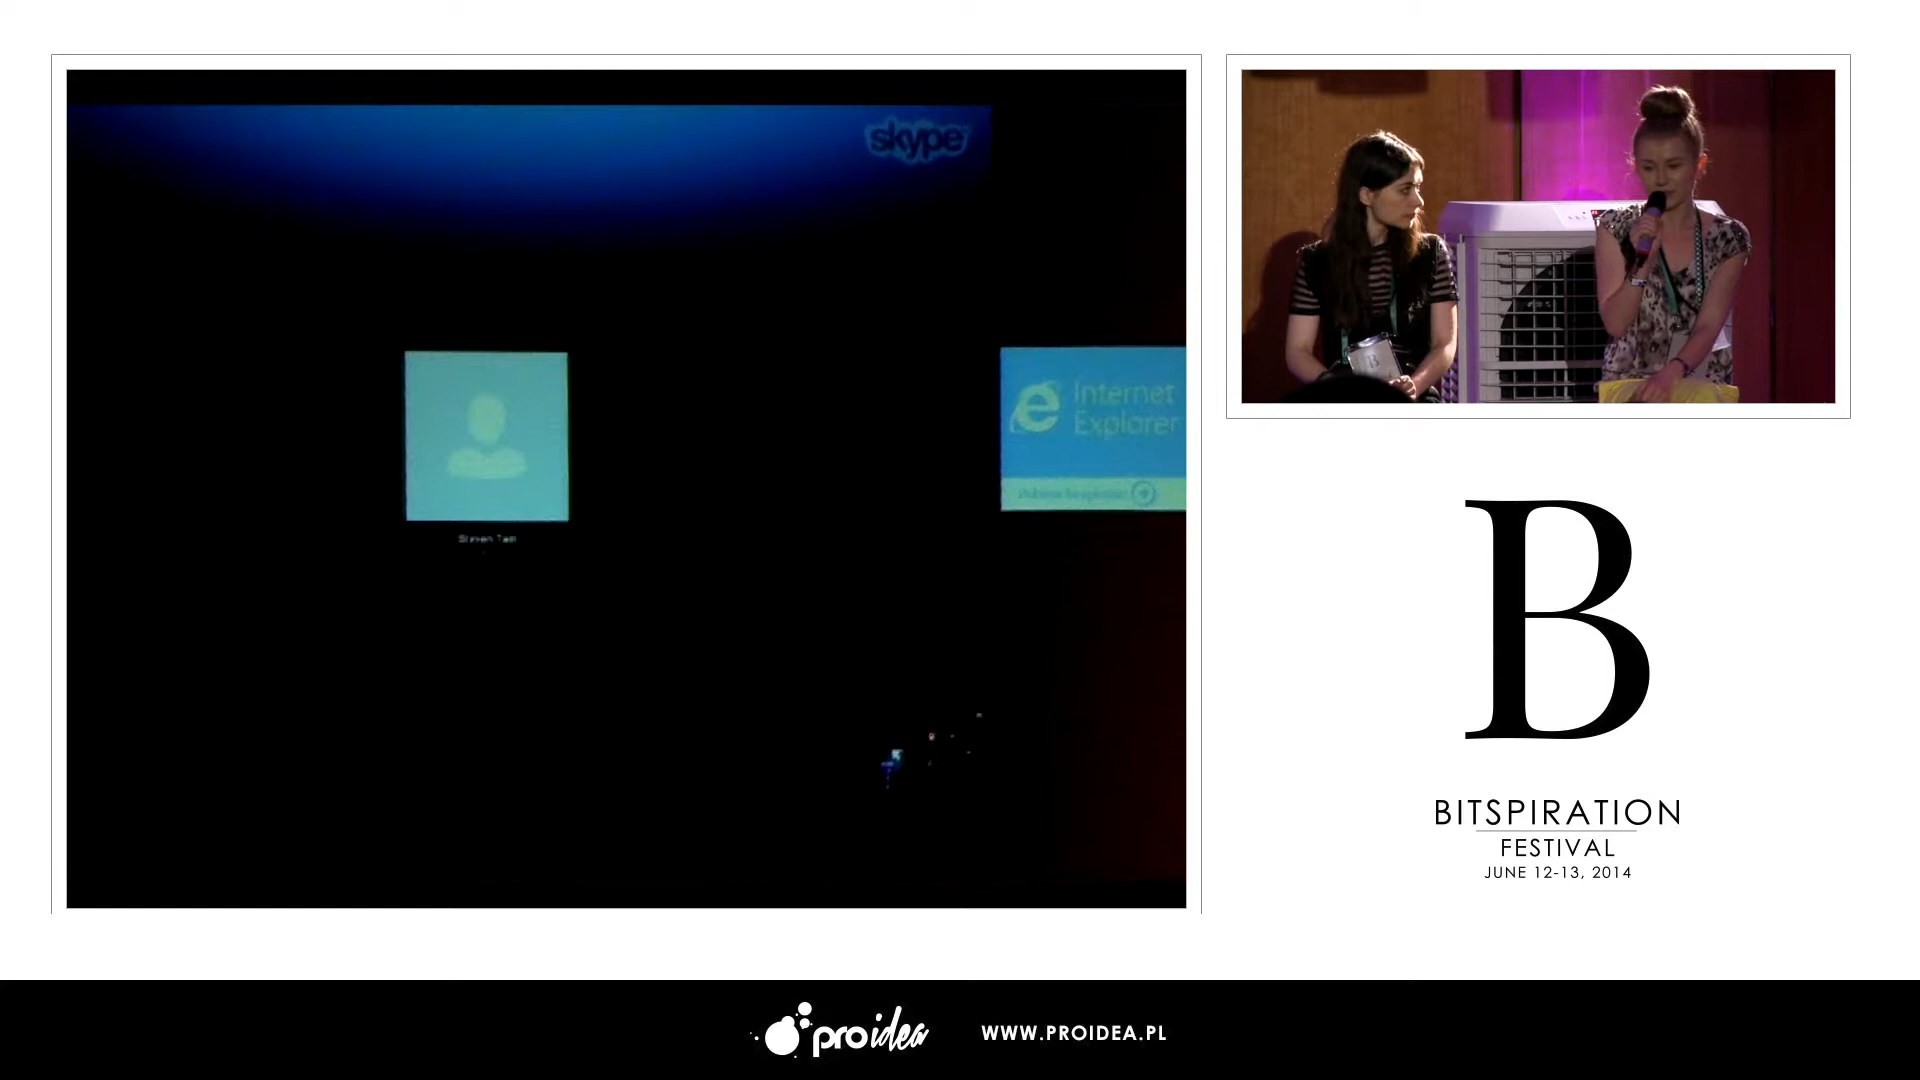 skype
Internet
Explorer
B
BITSPIRATION
FESTIVAL
JUNE 12-13, 2014
proidea
WWW.PROIDEA.PL